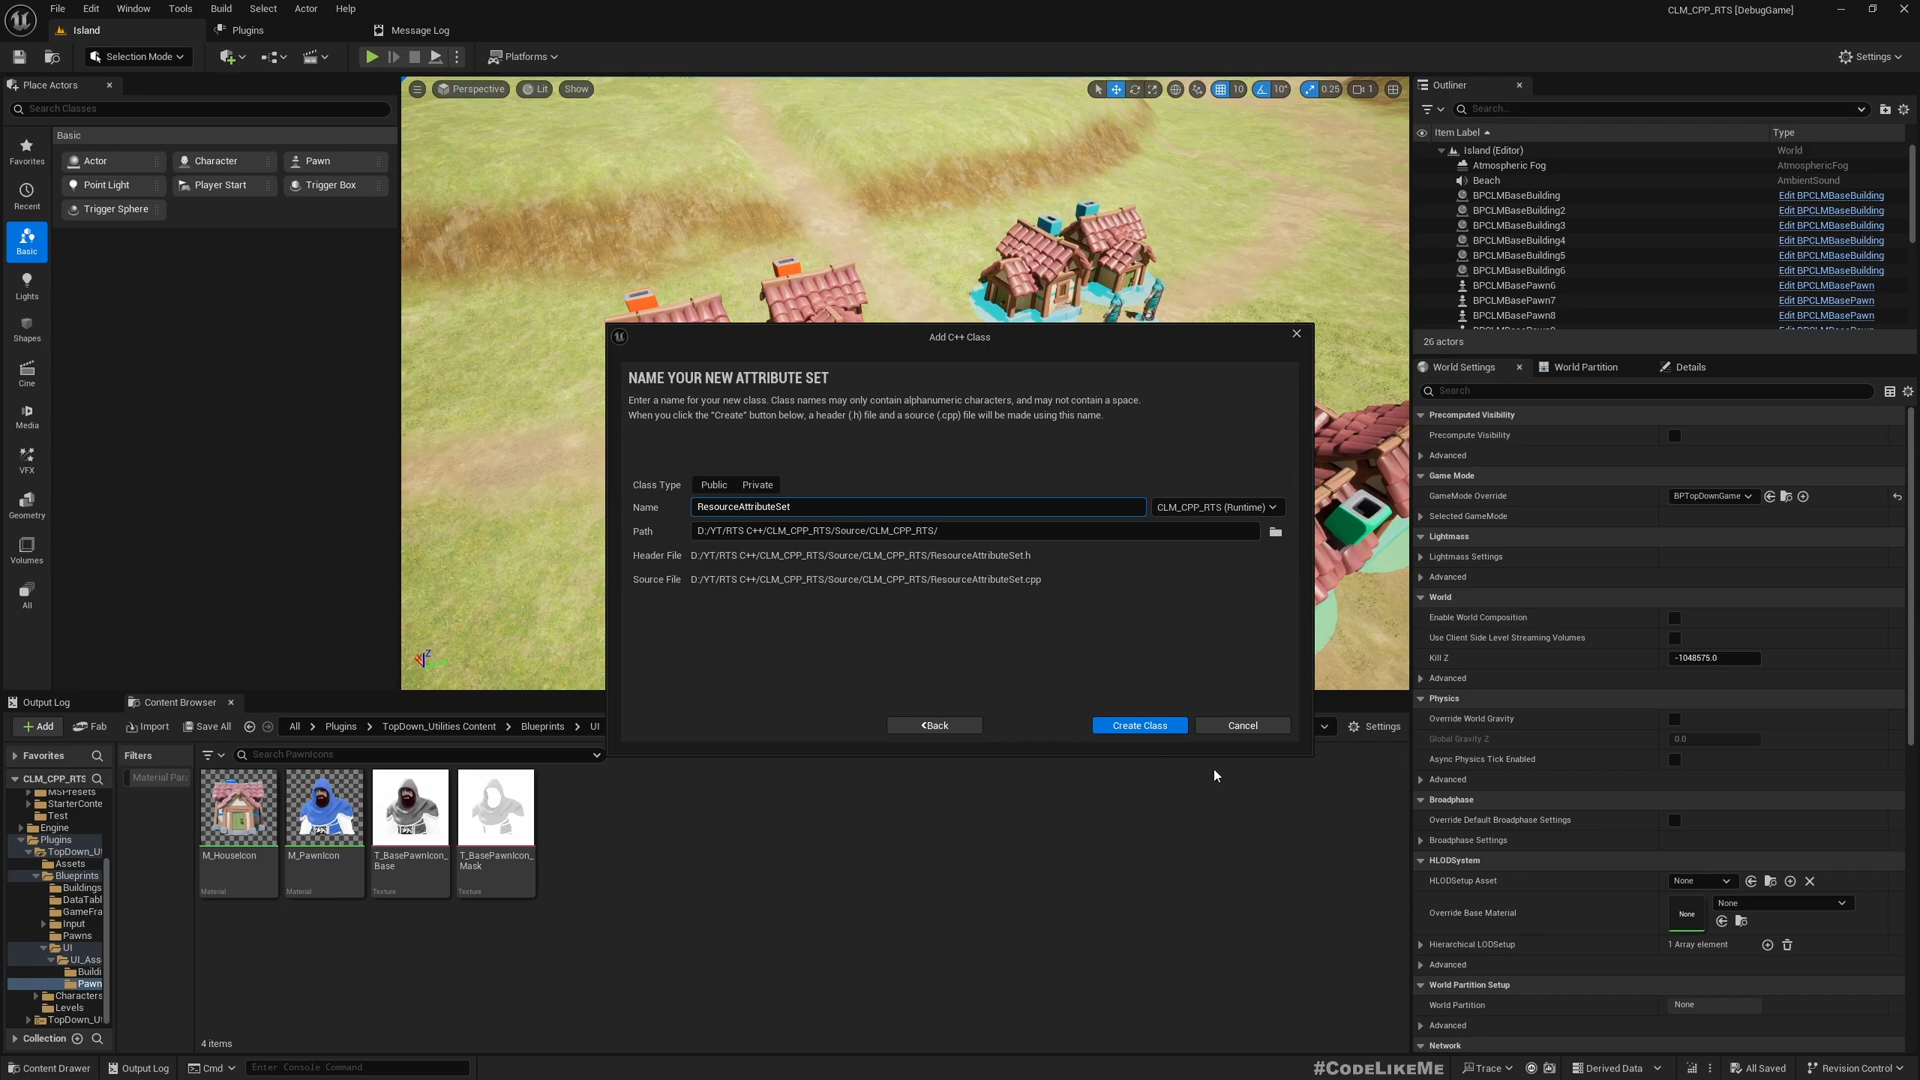 File Edit Window Tools Build Select Actor Help
CLM_CPP_RTS [DebugGame]
Island
Plugins
Message Log
Selection Mode
Platforms
Settings
Place Actors
Search Classes
Basic
Favorites
Recent
Basic
Lights
Shapes
Cine
Media
VFX
Geometry
Volumes
All
Actor Character Pawn
Point Light Player Start Trigger Box
Trigger Sphere
Perspective Lit Show
10 10° 0.25 1
Outliner
Search...
Item Label Type
Island (Editor) World
Atmospheric Fog AtmosphericFog
Beach AmbientSound
BPCLMBaseBuilding Edit BPCLMBaseBuilding
BPCLMBaseBuilding2 Edit BPCLMBaseBuilding
BPCLMBaseBuilding3 Edit BPCLMBaseBuilding
BPCLMBaseBuilding4 Edit BPCLMBaseBuilding
BPCLMBaseBuilding5 Edit BPCLMBaseBuilding
BPCLMBaseBuilding6 Edit BPCLMBaseBuilding
BPCLMBasePawn6 Edit BPCLMBasePawn
BPCLMBasePawn7 Edit BPCLMBasePawn
BPCLMBasePawn8 Edit BPCLMBasePawn
26 actors
Add C++ Class
NAME YOUR NEW ATTRIBUTE SET
Enter a name for your new class. Class names may only contain alphanumeric characters, and may not contain a space.
When you click the "Create" button below, a header (.h) file and a source (.cpp) file will be made using this name.
Class Type Public Private
Name ResourceAttributeSet CLM_CPP_RTS (Runtime)
Path D:/YT/RTS C++/CLM_CPP_RTS/Source/CLM_CPP_RTS/
Header File D:/YT/RTS C++/CLM_CPP_RTS/Source/CLM_CPP_RTS/ResourceAttributeSet.h
Source File D:/YT/RTS C++/CLM_CPP_RTS/Source/CLM_CPP_RTS/ResourceAttributeSet.cpp
Back Create Class Cancel
World Settings World Partition Details
Search
Precomputed Visibility
Precompute Visibility
Advanced
Game Mode
GameMode Override BPTopDownGame
Selected GameMode
Lightmass
Lightmass Settings
Advanced
World
Enable World Composition
Use Client Side Level Streaming Volumes
Kill Z -1048575.0
Advanced
Physics
Override World Gravity
Global Gravity Z 0.0
Async Physics Tick Enabled
Advanced
Broadphase
Override Default Broadphase Settings
Broadphase Settings
HLODSystem
HLODSetup Asset None
Override Base Material None None
Hierarchical LODSetup 1 Array element
Advanced
World Partition Setup
World Partition None
Advanced
Network
Output Log Content Browser
Add Fab Import Save All All Plugins TopDown_Utilities Content Blueprints UI
Settings
Favorites
Filters
Search PawnIcons
CLM_CPP_RTS
Material Par
MSPresets
StarterConte
Test
Engine
Plugins
TopDown_Ut
Assets
Blueprints
Buildings
DataTabl
GameFra
Input
Pawns
UI
UI_Ass
Buildi
Pawn
Characters
Levels
TopDown_Ut
Collection
M_HouseIcon
Material
M_PawnIcon
Material
T_BasePawnIcon_
Base
Texture
T_BasePawnIcon_
Mask
Texture
4 items
Content Drawer Output Log Cmd Enter Console Command
#CODELIKEME
Trace Derived Data All Saved Revision Control